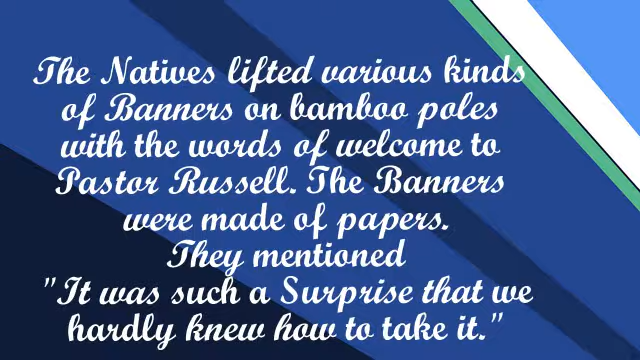 The Natives lifted various kinds
of Banners on bamboo poles
with the words of welcome to
Pastor Russell. The Banners
were made of papers.
They mentioned
"It was such a Surprise that we
hardly knew how to take it."